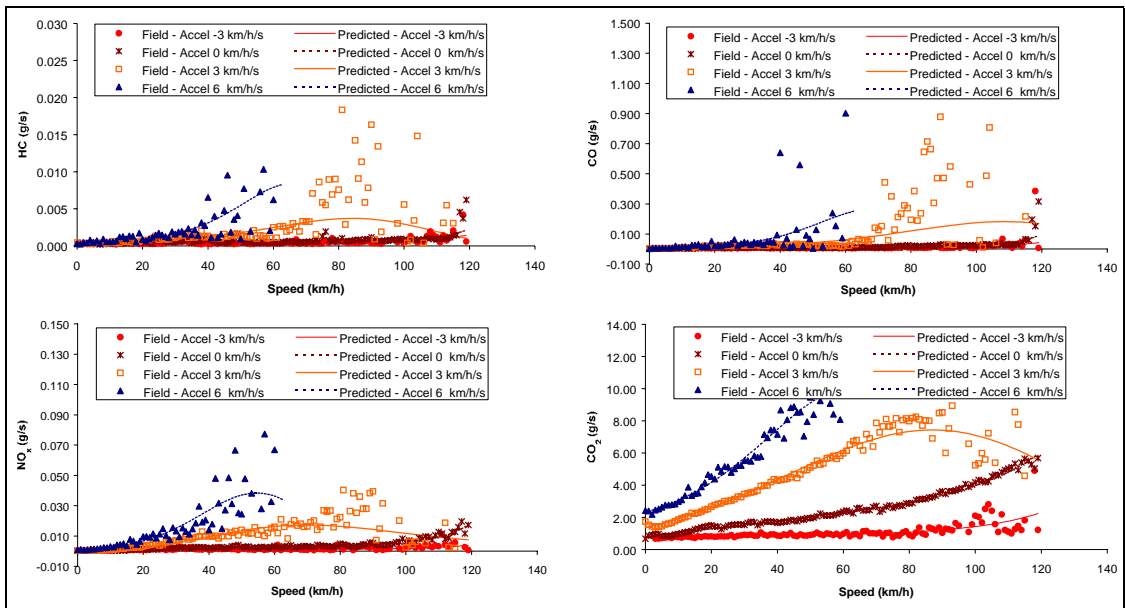 0.030
0.025
0.020
0.015
0.010
0.005
0.000
HC (g/s)
Field - Accel -3 km/h/s
Predicted - Accel -3 km/h/s
Field - Accel 0 km/h/s
Predicted - Accel 0 km/h/s
Field - Accel 3 km/h/s
Predicted - Accel 3 km/h/s
Field - Accel 6 km/h/s
Predicted - Accel 6 km/h/s
0 20 40 60 80 100 120 140
Speed (km/h)
1.500
1.300
1.100
0.900
0.700
0.500
0.300
0.100
-0.100
CO (g/s)
Field - Accel -3 km/h/s
Predicted - Accel -3 km/h/s
Field - Accel 0 km/h/s
Predicted - Accel 0 km/h/s
Field - Accel 3 km/h/s
Predicted - Accel 3 km/h/s
Field - Accel 6 km/h/s
Predicted - Accel 6 km/h/s
0 20 40 60 80 100 120 140
Speed (km/h)
0.150
0.130
0.110
0.090
0.070
0.050
0.030
0.010
-0.010
NOx (g/s)
Field - Accel -3 km/h/s
Predicted - Accel -3 km/h/s
Field - Accel 0 km/h/s
Predicted - Accel 0 km/h/s
Field - Accel 3 km/h/s
Predicted - Accel 3 km/h/s
Field - Accel 6 km/h/s
Predicted - Accel 6 km/h/s
0 20 40 60 80 100 120 140
Speed (km/h)
14.00
12.00
10.00
8.00
6.00
4.00
2.00
0.00
CO2 (g/s)
Field - Accel -3 km/h/s
Predicted - Accel -3 km/h/s
Field - Accel 0 km/h/s
Predicted - Accel 0 km/h/s
Field - Accel 3 km/h/s
Predicted - Accel 3 km/h/s
Field - Accel 6 km/h/s
Predicted - Accel 6 km/h/s
0 20 40 60 80 100 120 140
Speed (km/h)